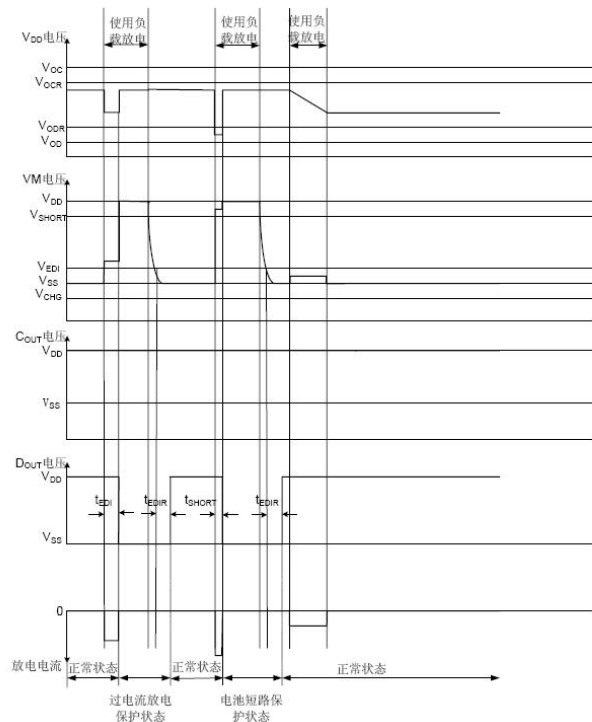 使用负
载放电
使用负
载放电
使用负
载放电
VDD电压
VOC
VOCR
VODR
VOD
VM电压
VDD
VSHORT
VEDI
VSS
VCHG
COUT电压
VDD
VSS
DOUT电压
VDD
tEDI
tEDIR
tSHORT
tEDIR
VSS
0
放电电流
正常状态
正常状态
正常状态
过电流放电
保护状态
电池短路保
护状态